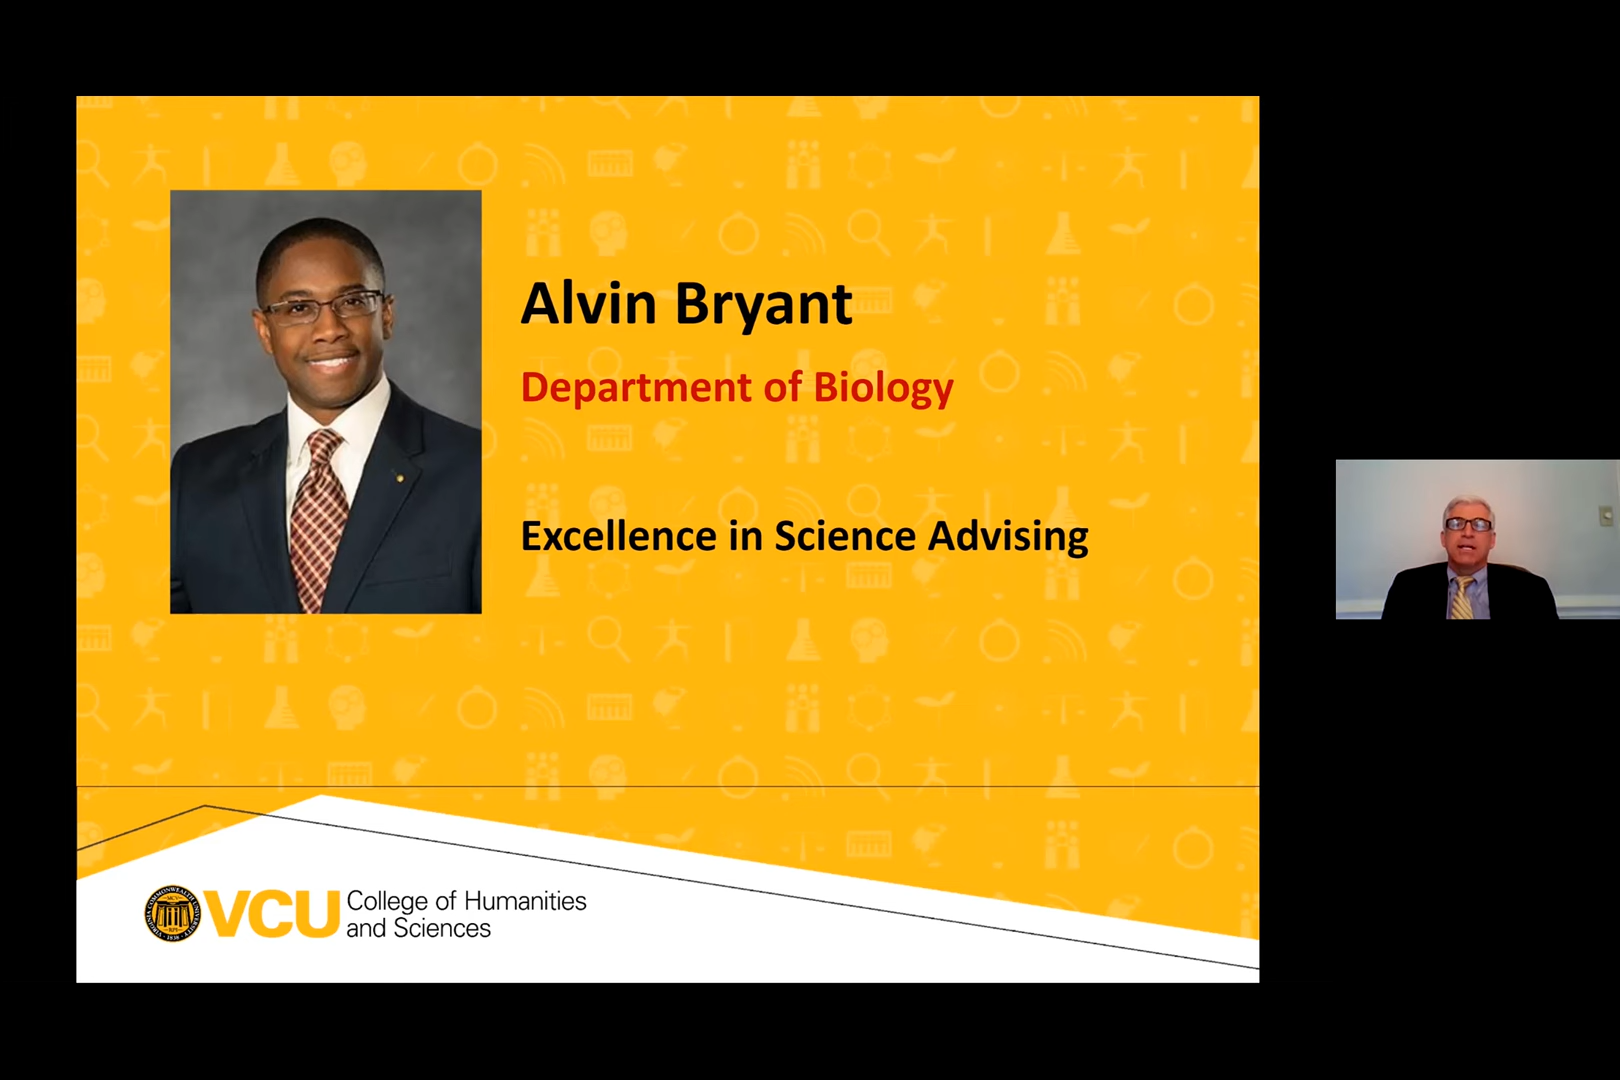 Alvin Bryant
Department of Biology
Excellence in Science Advising
VCU
College of Humanities
and Sciences